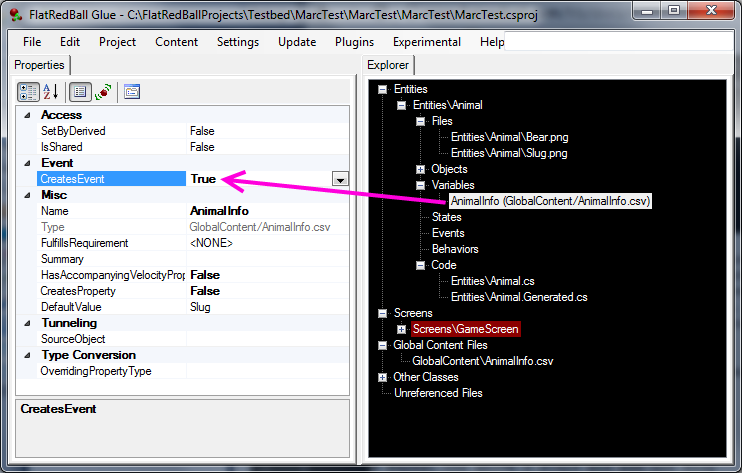 FlatRedBall Glue - C:\FlatRedBallProjects\Testbed\MarcTest\MarcTest\MarcTest\MarcTest.csproj
File Edit Project Content Settings Update Plugins Experimental Help
Properties
Access
SetByDerived False
IsShared False
Event
CreatesEvent True
Misc
Name AnimalInfo
Type GlobalContent/AnimalInfo.csv
FulfillsRequirement <NONE>
Summary
HasAccompanyingVelocityProp False
CreatesProperty False
DefaultValue Slug
Tunneling
SourceObject
Type Conversion
OverridingPropertyType
CreatesEvent
Explorer
Entities
Entities\Animal
Files
Entities\Animal\Bear.png
Entities\Animal\Slug.png
Objects
Variables
AnimalInfo (GlobalContent/AnimalInfo.csv)
States
Events
Behaviors
Code
Entities\Animal.cs
Entities\Animal.Generated.cs
Screens
Screens\GameScreen
Global Content Files
GlobalContent\AnimalInfo.csv
Other Classes
Unreferenced Files